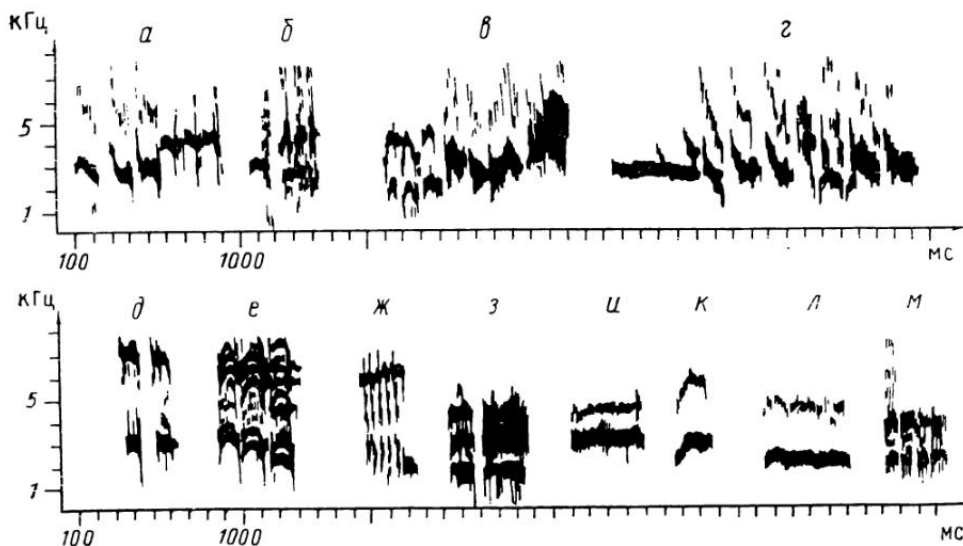 кГц а б в г
5
1
100 1000 мс
кГц д е ж з и к л м
5
1
100 1000 мс